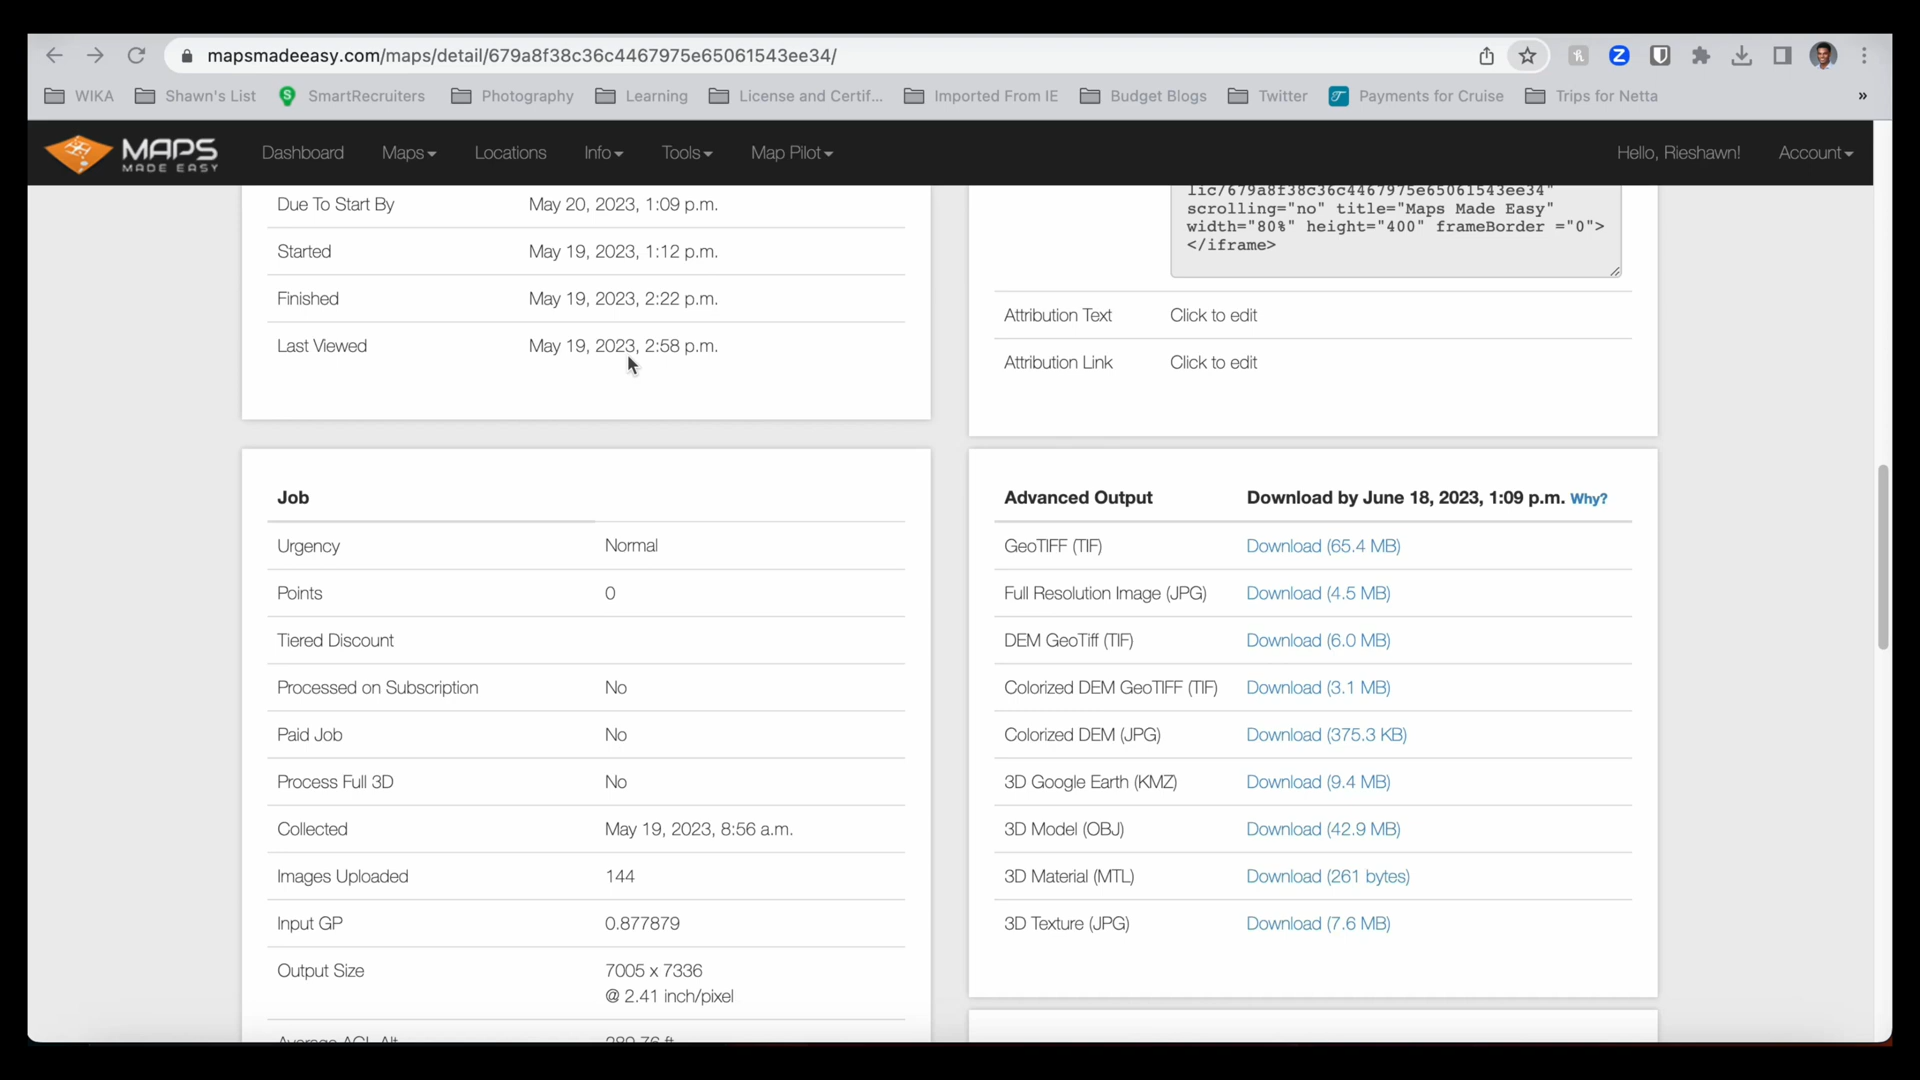 mapsmadeeasy.com/maps/detail/679a8f38c36c4467975e65061543ee34/
WIKA
Shawn's List
SmartRecruiters
Photography
Learning
License and Certif...
Imported From IE
Budget Blogs
Twitter
Payments for Cruise
Trips for Netta
»
MAPS
MADE EASY
Dashboard
Maps
Locations
Info
Tools
Map Pilot
Hello, Rieshawn!
Account
Due To Start By May 20, 2023, 1:09 p.m.
Started May 19, 2023, 1:12 p.m.
Finished May 19, 2023, 2:22 p.m.
Last Viewed May 19, 2023, 2:58 p.m.
lic/679a8f38c36c4467975e65061543ee34"
scrolling="no" title="Maps Made Easy"
width="80%" height="400" frameBorder ="0">
</iframe>
Attribution Text Click to edit
Attribution Link Click to edit
Job
Urgency Normal
Points 0
Tiered Discount
Processed on Subscription No
Paid Job No
Process Full 3D No
Collected May 19, 2023, 8:56 a.m.
Images Uploaded 144
Input GP 0.877879
Output Size 7005 x 7336
@ 2.41 inch/pixel
Average AGL Alt 289.76 ft
Advanced Output Download by June 18, 2023, 1:09 p.m. Why?
GeoTIFF (TIF) Download (65.4 MB)
Full Resolution Image (JPG) Download (4.5 MB)
DEM GeoTiff (TIF) Download (6.0 MB)
Colorized DEM GeoTIFF (TIF) Download (3.1 MB)
Colorized DEM (JPG) Download (375.3 KB)
3D Google Earth (KMZ) Download (9.4 MB)
3D Model (OBJ) Download (42.9 MB)
3D Material (MTL) Download (261 bytes)
3D Texture (JPG) Download (7.6 MB)